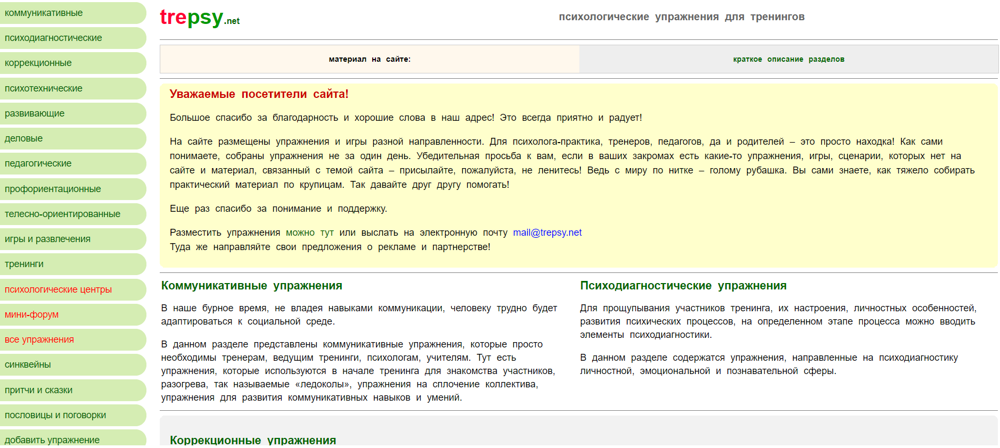 коммуникативные
психодиагностические
коррекционные
психотехнические
развивающие
деловые
педагогические
профориентационные
телесно-ориентированные
игры и развлечения
тренинги
психологические центры
мини-форум
все упражнения
синквейны
притчи и сказки
пословицы и поговорки
добавить упражнение
trepsy.net
психологические упражнения для тренингов
материал на сайте:
краткое описание разделов
Уважаемые посетители сайта!
Большое спасибо за благодарность и хорошие слова в наш адрес! Это всегда приятно и радует!
На сайте размещены упражнения и игры разной направленности. Для психолога-практика, тренеров, педагогов, да и родителей – это просто находка! Как сами
понимаете, собраны упражнения не за один день. Убедительная просьба к вам, если в ваших закромах есть какие-то упражнения, игры, сценарии, которых нет на
сайте и материал, связанный с темой сайта – присылайте, пожалуйста, не ленитесь! Ведь с миру по нитке – голому рубашка. Вы сами знаете, как тяжело собирать
практический материал по крупицам. Так давайте друг другу помогать!
Еще раз спасибо за понимание и поддержку.
Разместить упражнения можно тут или выслать на электронную почту mail@trepsy.net
Туда же направляйте свои предложения о рекламе и партнерстве!
Коммуникативные упражнения
В наше бурное время, не владея навыками коммуникации, человеку трудно будет
адаптироваться к социальной среде.
В данном разделе представлены коммуникативные упражнения, которые просто
необходимы тренерам, ведущим тренинги, психологам, учителям. Тут есть
упражнения, которые используются в начале тренинга для знакомства участников,
разогрева, так называемые «ледоколы», упражнения на сплочение коллектива,
упражнения для развития коммуникативных навыков и умений.
Психодиагностические упражнения
Для прощупывания участников тренинга, их настроения, личностных особенностей,
развития психических процессов, на определенном этапе процесса можно вводить
элементы психодиагностики.
В данном разделе содержатся упражнения, направленные на психодиагностику
личностной, эмоциональной и познавательной сферы.
Коррекционные упражнения